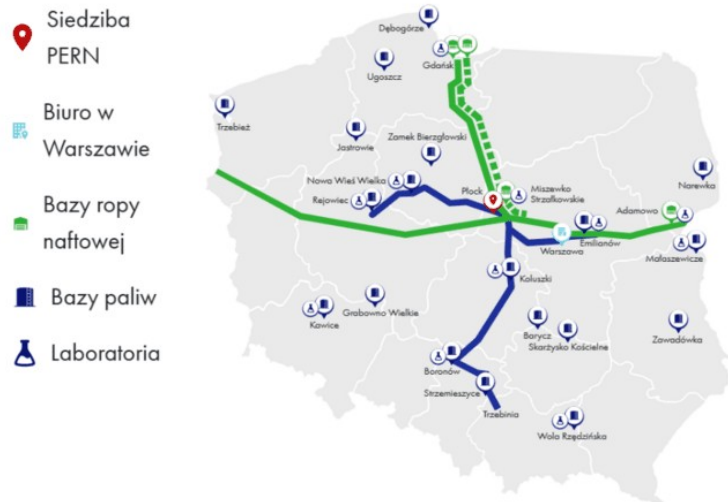 Siedziba
PERN
Biuro w
Warszawie
Bazy ropy
naftowej
Bazy paliw
Laboratoria
Dębogórze
Gdańsk
Ugoszcz
Trzebież
Jastrowie
Zamek Bierzgłowski
Nowa Wieś Wielka
Rejowiec
Płock
Miszewko
Strzałkowskie
Narewka
Adamowo
Emilianów
Warszawa
Małaszewicze
Koluszki
Kawice
Grabowno Wielkie
Barycz
Skarżysko Kościelne
Zawadówka
Boronów
Strzemieszyce
Trzebinia
Wola Rzędzińska